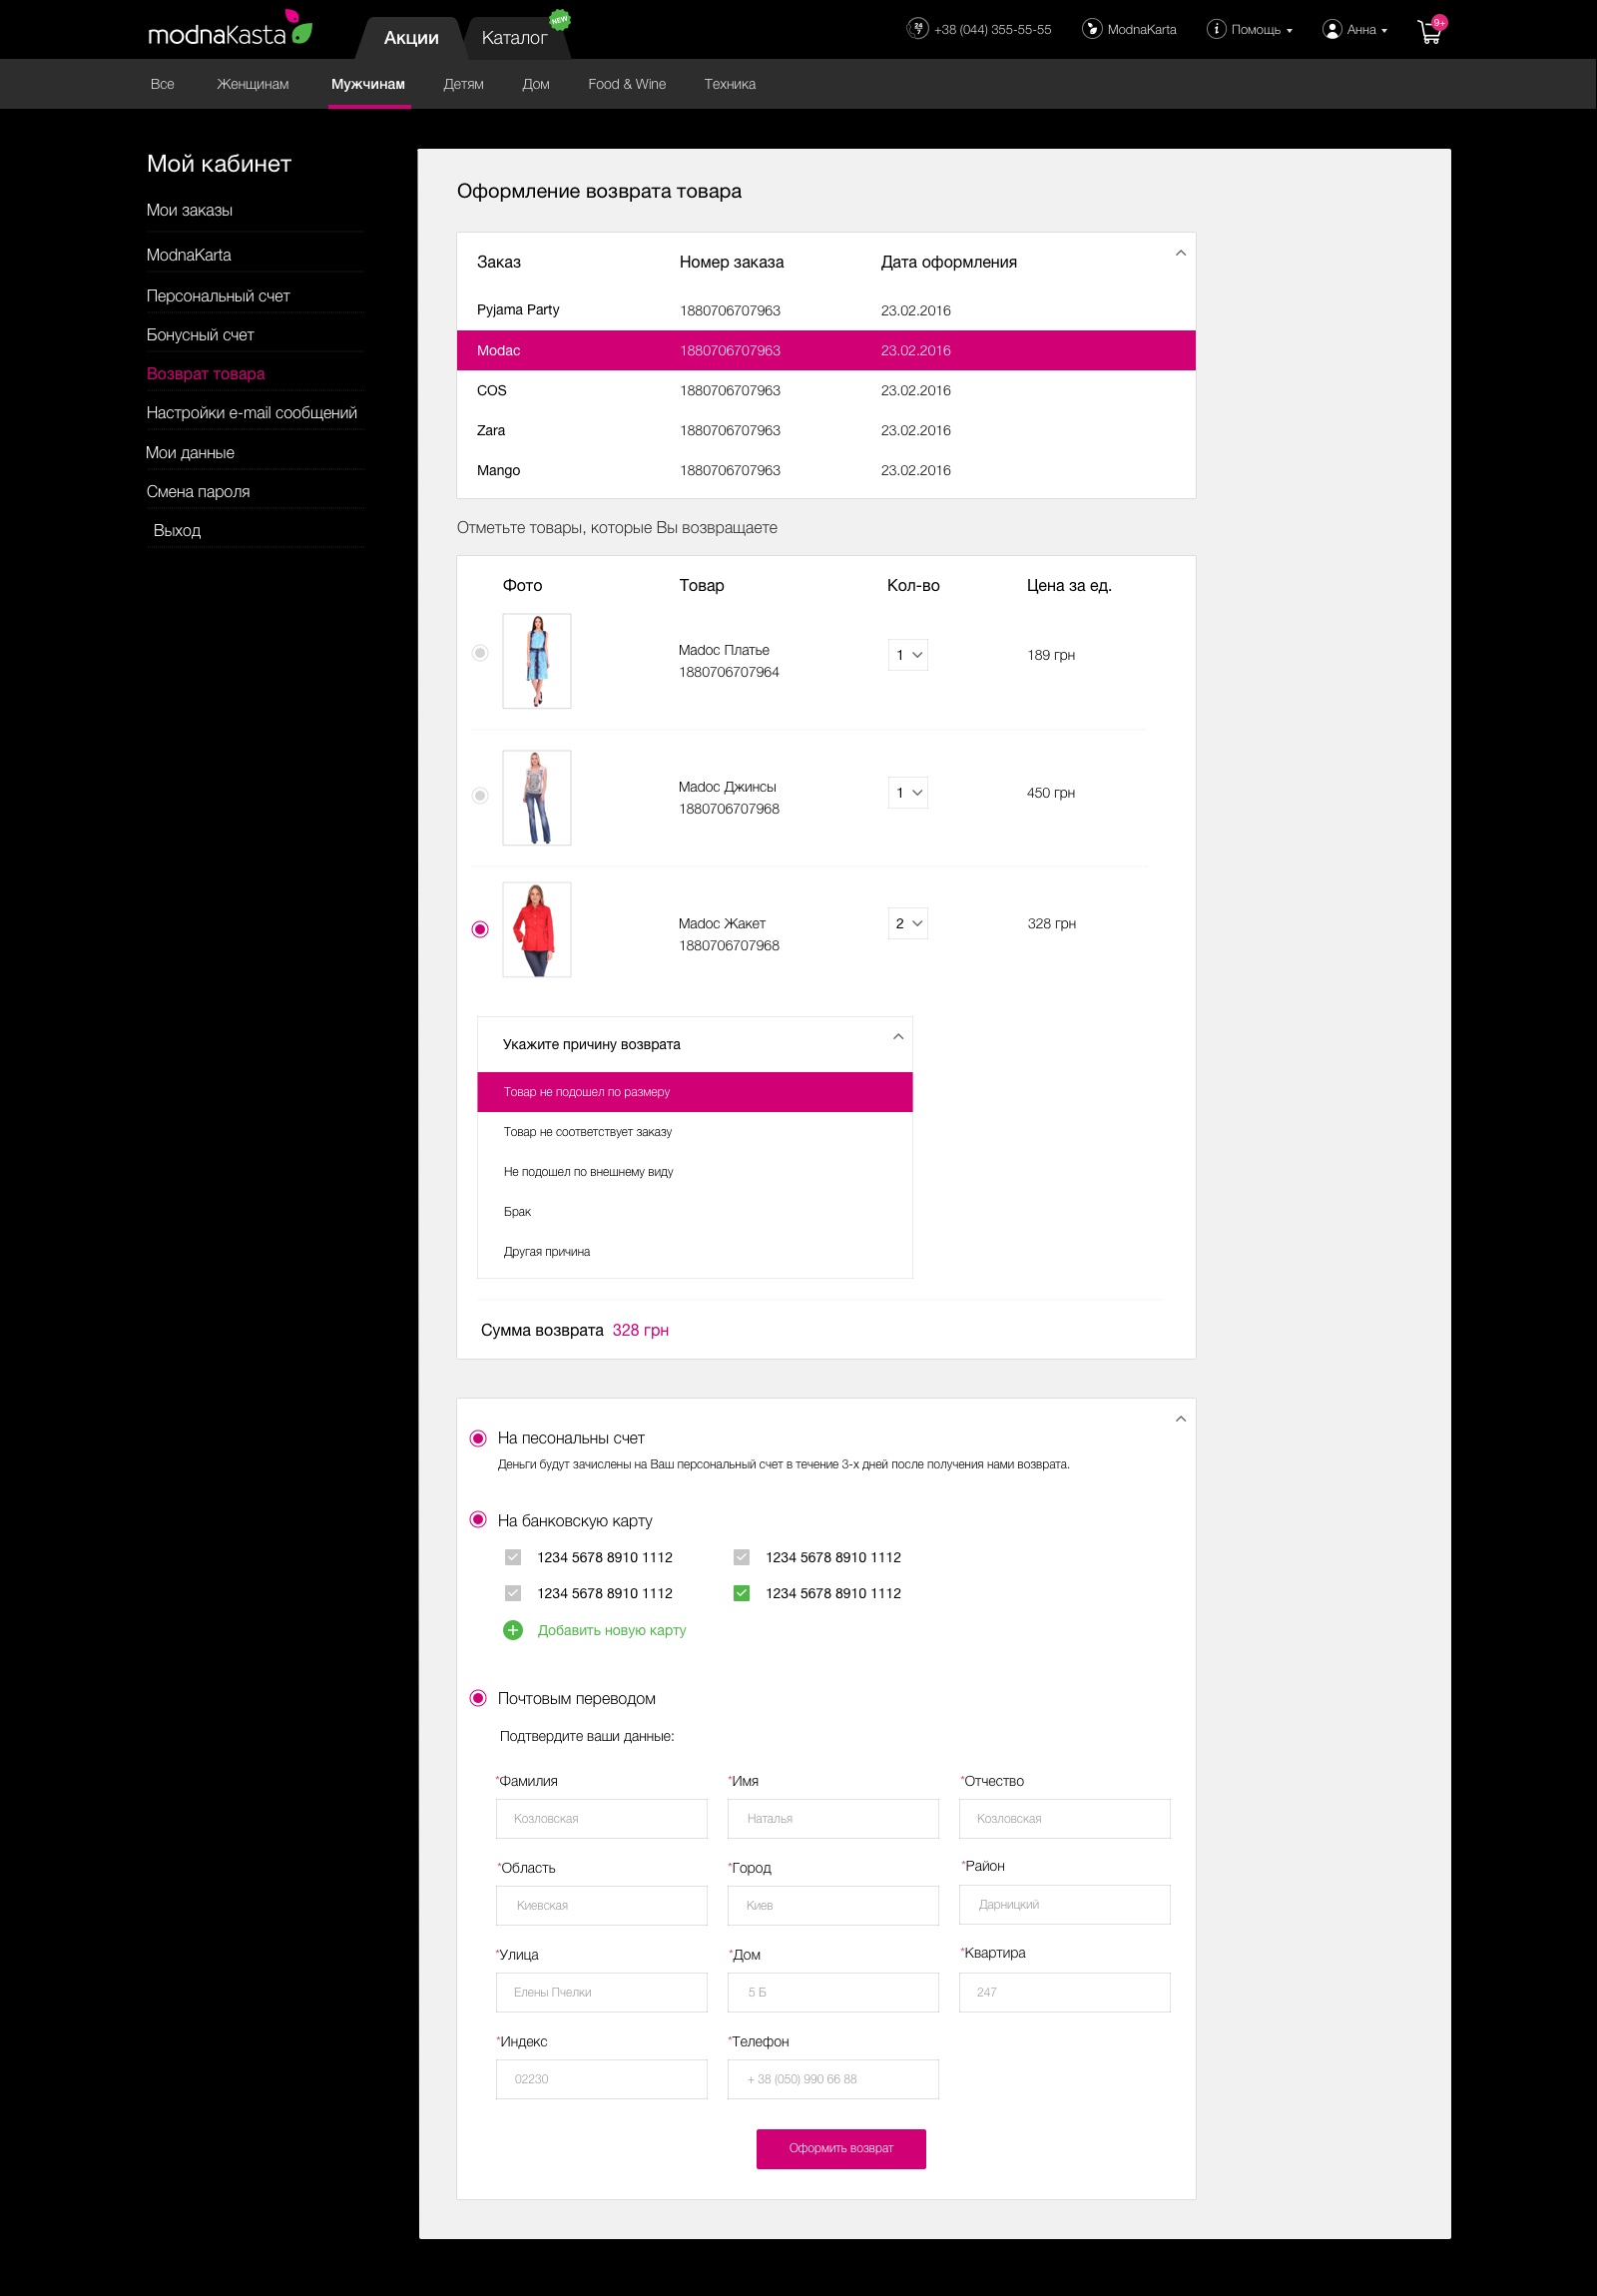 modnaKasta
Акции
Каталог
NEW
24/7
+38 (044) 355-55-55
ModnaKarta
Помощь
Анна
9+
Все
Женщинам
Мужчинам
Детям
Дом
Food & Wine
Техника
Мой кабинет
Мои заказы
ModnaKarta
Персональный счет
Бонусный счет
Возврат товара
Настройки e-mail сообщений
Мои данные
Смена пароля
Выход
Оформление возврата товара
Заказ Номер заказа Дата оформления
Pyjama Party 1880706707963 23.02.2016
Modac 1880706707963 23.02.2016
COS 1880706707963 23.02.2016
Zara 1880706707963 23.02.2016
Mango 1880706707963 23.02.2016
Отметьте товары, которые Вы возвращаете
Фото Товар Кол-во Цена за ед.
Madoc Платье
1880706707964
1
189 грн
Madoc Джинсы
1880706707968
1
450 грн
Madoc Жакет
1880706707968
2
328 грн
Укажите причину возврата
Товар не подошел по размеру
Товар не соответствует заказу
Не подошел по внешнему виду
Брак
Другая причина
Сумма возврата 328 грн
На песональны счет
Деньги будут зачислены на Ваш персональный счет в течение 3-х дней после получения нами возврата.
На банковскую карту
1234 5678 8910 1112 1234 5678 8910 1112
1234 5678 8910 1112 1234 5678 8910 1112
Добавить новую карту
Почтовым переводом
Подтвердите ваши данные:
*Фамилия *Имя *Отчество
Козловская Наталья Козловская
*Область *Город *Район
Киевская Киев Дарницкий
*Улица *Дом *Квартира
Елены Пчелки 5 Б 247
*Индекс *Телефон
02230 + 38 (050) 990 66 88
Оформить возврат